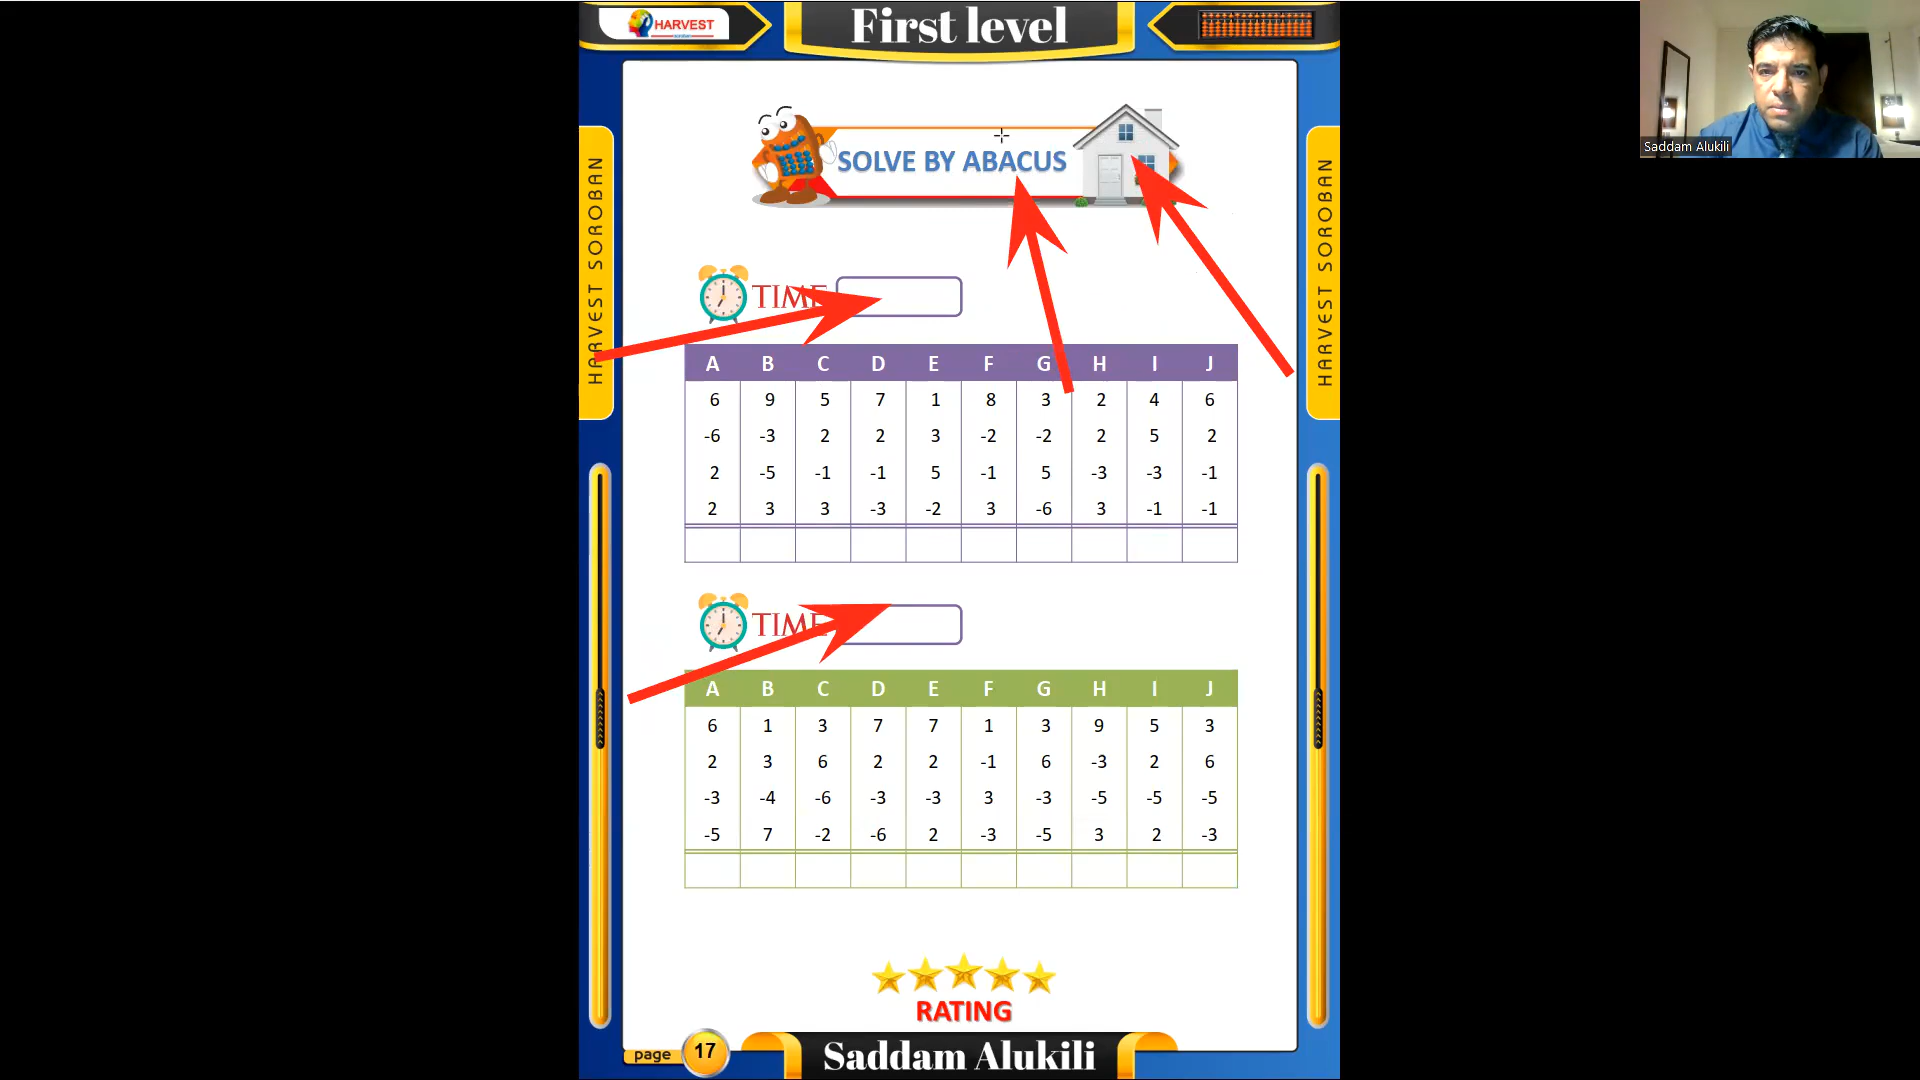 HARVEST
First level
Saddam Alukili
SOLVE BY ABACUS
HARVEST SOROBAN
HARVEST SOROBAN
TIME
A B C D E F G H I J
6 9 5 7 1 8 3 2 4 6
-6 -3 2 2 3 -2 -2 2 5 2
2 -5 -1 -1 5 -1 5 -3 -3 -1
2 3 3 -3 -2 3 -6 3 -1 -1
TIME
A B C D E F G H I J
6 1 3 7 7 1 3 9 5 3
2 3 6 2 2 -1 6 -3 2 6
-3 -4 -6 -3 -3 3 -3 -5 -5 -5
-5 7 -2 -6 2 -3 -5 3 2 -3
RATING
page 17
Saddam Alukili